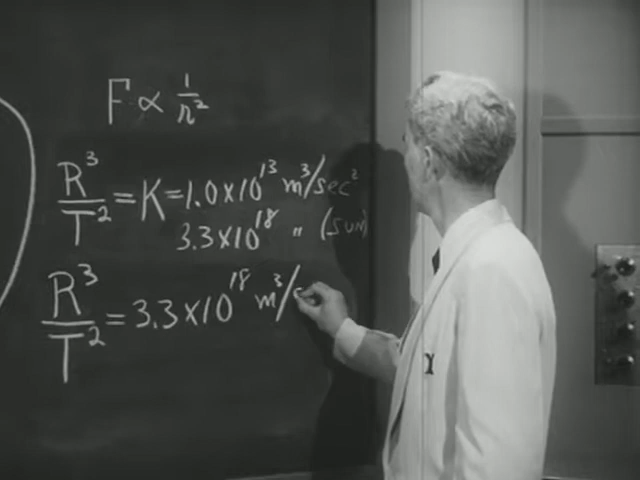 F ∝ 1/r²
R³/T² = K = 1.0×10¹³ m³/sec²
3.3×10¹⁸ " (SUN)
R³/T² = 3.3×10¹⁸ m³/